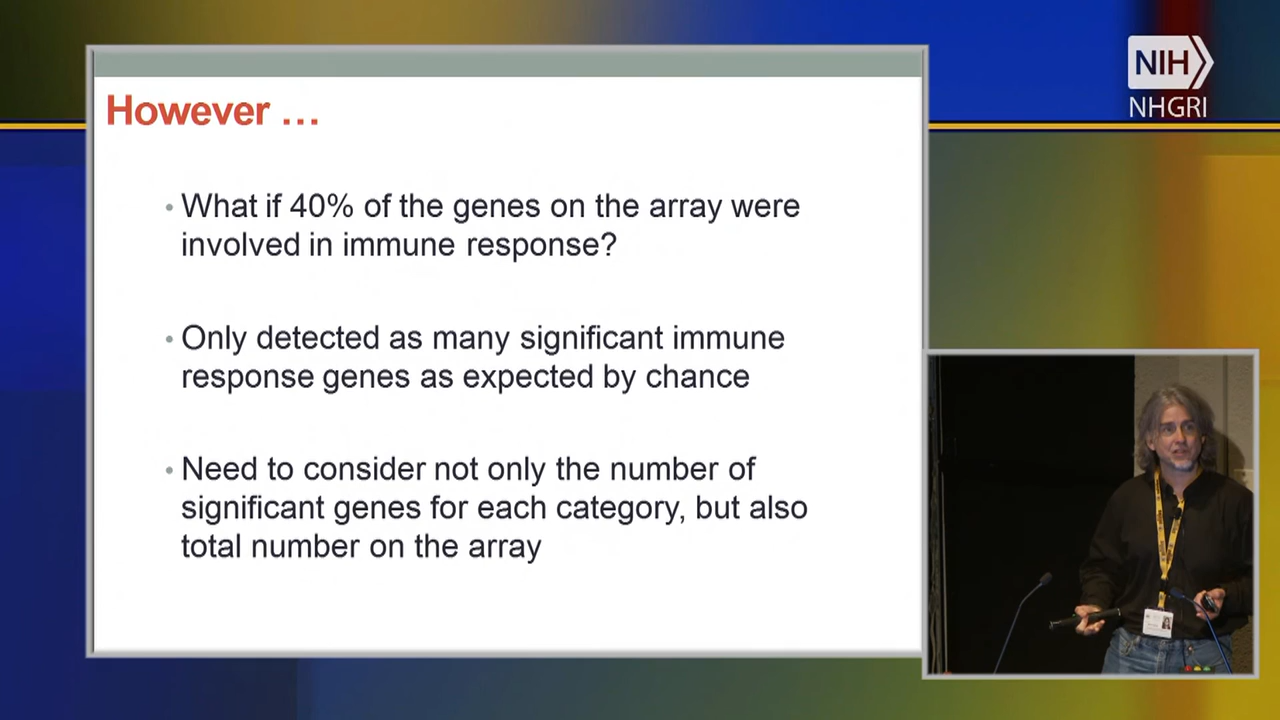 NIH
NHGRI
However …
• What if 40% of the genes on the array were
involved in immune response?
• Only detected as many significant immune
response genes as expected by chance
• Need to consider not only the number of
significant genes for each category, but also
total number on the array